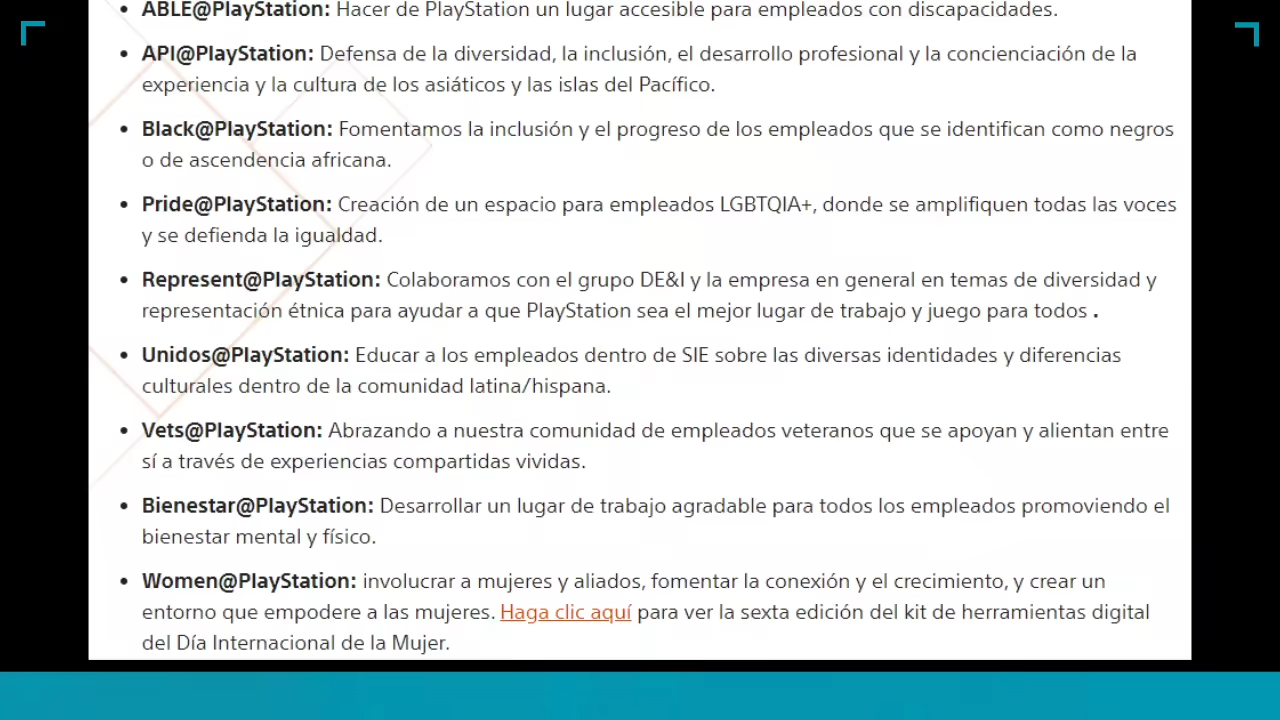 ABLE@PlayStation: Hacer de PlayStation un lugar accesible para empleados con discapacidades.
API@PlayStation: Defensa de la diversidad, la inclusión, el desarrollo profesional y la concienciación de la
experiencia y la cultura de los asiáticos y las islas del Pacífico.
Black@PlayStation: Fomentamos la inclusión y el progreso de los empleados que se identifican como negros
o de ascendencia africana.
Pride@PlayStation: Creación de un espacio para empleados LGBTQIA+, donde se amplifiquen todas las voces
y se defienda la igualdad.
Represent@PlayStation: Colaboramos con el grupo DE&I y la empresa en general en temas de diversidad y
representación étnica para ayudar a que PlayStation sea el mejor lugar de trabajo y juego para todos .
Unidos@PlayStation: Educar a los empleados dentro de SIE sobre las diversas identidades y diferencias
culturales dentro de la comunidad latina/hispana.
Vets@PlayStation: Abrazando a nuestra comunidad de empleados veteranos que se apoyan y alientan entre
sí a través de experiencias compartidas vividas.
Bienestar@PlayStation: Desarrollar un lugar de trabajo agradable para todos los empleados promoviendo el
bienestar mental y físico.
Women@PlayStation: involucrar a mujeres y aliados, fomentar la conexión y el crecimiento, y crear un
entorno que empodere a las mujeres. Haga clic aquí para ver la sexta edición del kit de herramientas digital
del Día Internacional de la Mujer.